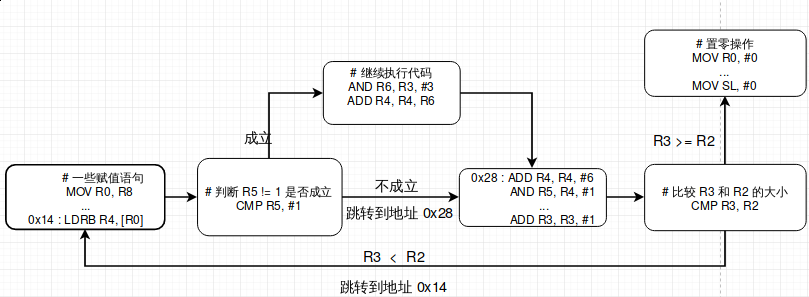 # 置零操作
MOV R0, #0
...
MOV SL, #0
# 继续执行代码
AND R6, R3, #3
ADD R4, R4, R6
成立
R3 >= R2
# 一些赋值语句
MOV R0, R8
...
0x14 : LDRB R4, [R0]
# 判断 R5 != 1 是否成立
CMP R5, #1
不成立
跳转到地址 0x28
0x28 : ADD R4, R4, #6
AND R5, R4, #1
...
ADD R3, R3, #1
# 比较 R3 和 R2 的大小
CMP R3, R2
R3 < R2
跳转到地址 0x14